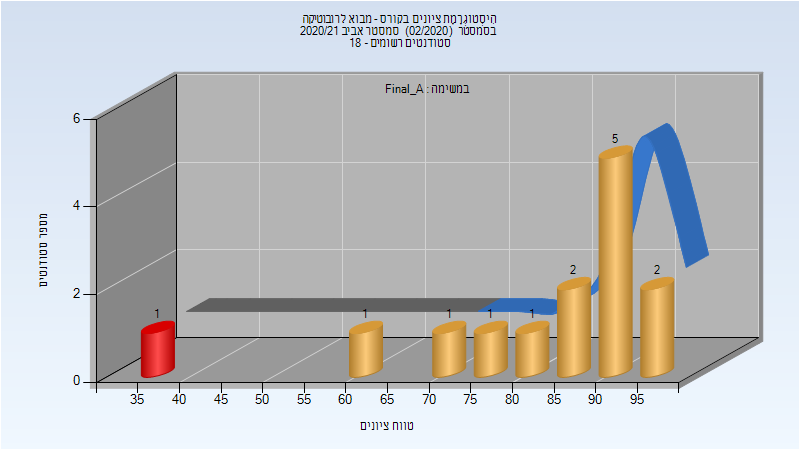 היסטוגרמת ציונים בקורס - מבוא לרובוטיקה
בסמסטר (02/2020) סמסטר אביב 2020/21
סטודנטים רשומים - 18
במשימה : Final_A
מספר סטודנטים
6
4
2
0
1
1
1
1
1
2
5
2
35 40 45 50 55 60 65 70 75 80 85 90 95
טווח ציונים